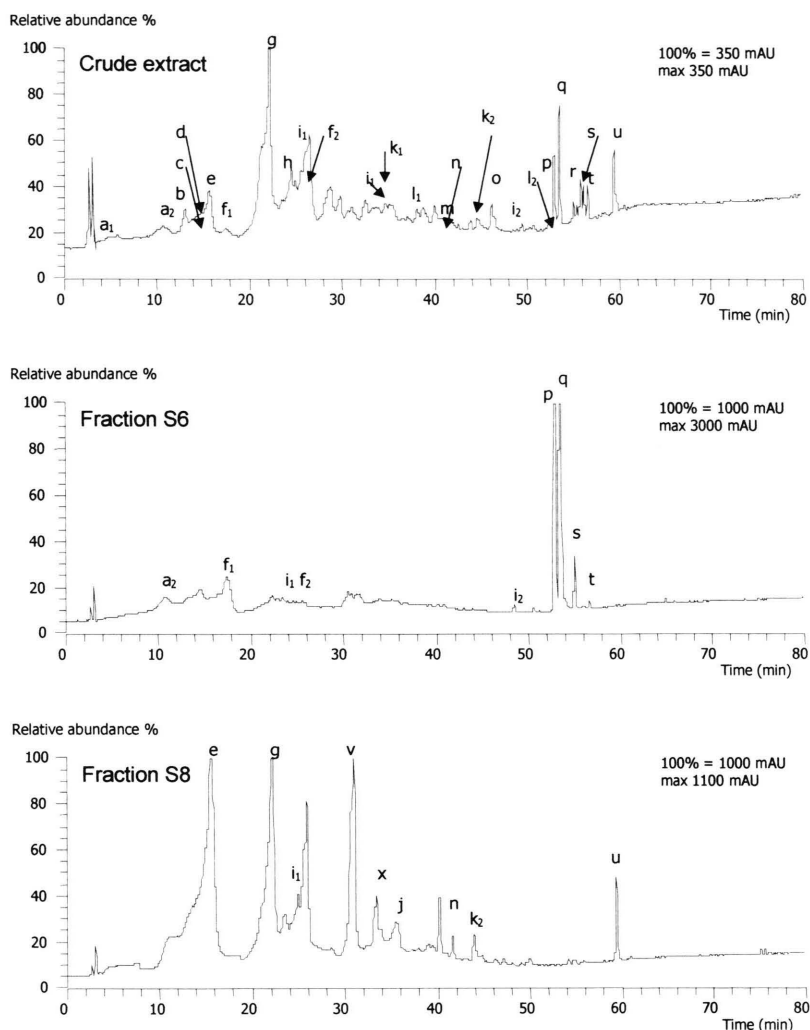 Relative abundance %
100
80
60
40
20
0
Crude extract
100% = 350 mAU
max 350 mAU
a1
a2
b
c
d
e
f1
g
h
i1
f2
i1
k1
l1
m
n
k2
o
i2
l2
p
q
r
s
t
u
0 10 20 30 40 50 60 70 80
Time (min)
Relative abundance %
100
80
60
40
20
0
Fraction S6
100% = 1000 mAU
max 3000 mAU
a2
f1
i1 f2
i2
p
q
s
t
0 10 20 30 40 50 60 70 80
Time (min)
Relative abundance %
100
80
60
40
20
0
Fraction S8
100% = 1000 mAU
max 1100 mAU
e
g
i1
v
x
j
n
k2
u
0 10 20 30 40 50 60 70 80
Time (min)